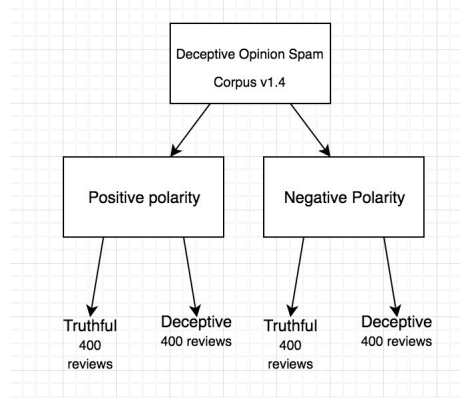 Deceptive Opinion Spam
Corpus v1.4
Positive polarity
Negative Polarity
Truthful
400
reviews
Deceptive
400 reviews
Truthful
400
reviews
Deceptive
400 reviews